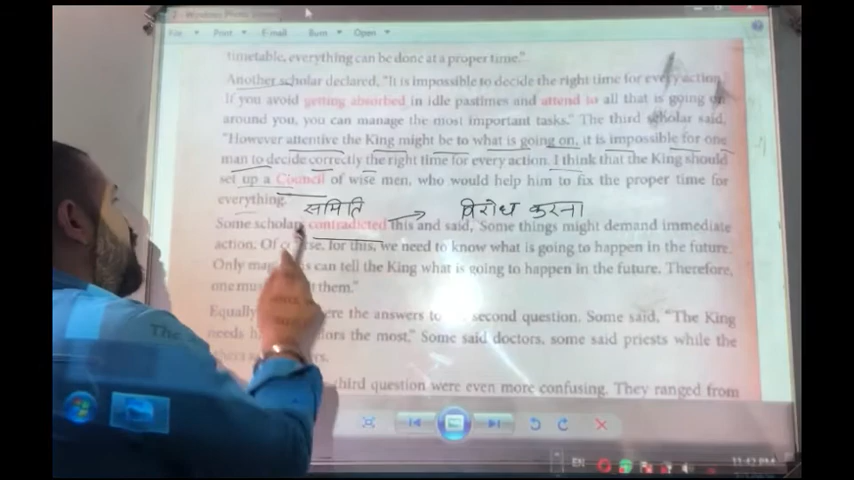 Windows Photo
File Print E-mail Burn Open
timetable, everything can be done at a proper time."
Another scholar declared, "It is impossible to decide the right time for every action.
If you avoid getting absorbed in idle pastimes and attend to all that is going on
around you, you can manage the most important tasks." The third scholar said,
"However attentive the King might be to what is going on, it is impossible for one
man to decide correctly the right time for every action. I think that the King should
set up a Council of wise men, who would help him to fix the proper time for
everything.
समिति → विरोध करना
Some scholars contradicted this and said, "Some things might demand immediate
action. Of for this, we need to know what is going to happen in the future.
Only can tell the King what is going to happen in the future. Therefore,
one them."
Equally the answers to second question. Some said, "The King
needs the most." Some said doctors, some said priests while the
third question were even more confusing. They ranged from
EN 11:42 PM